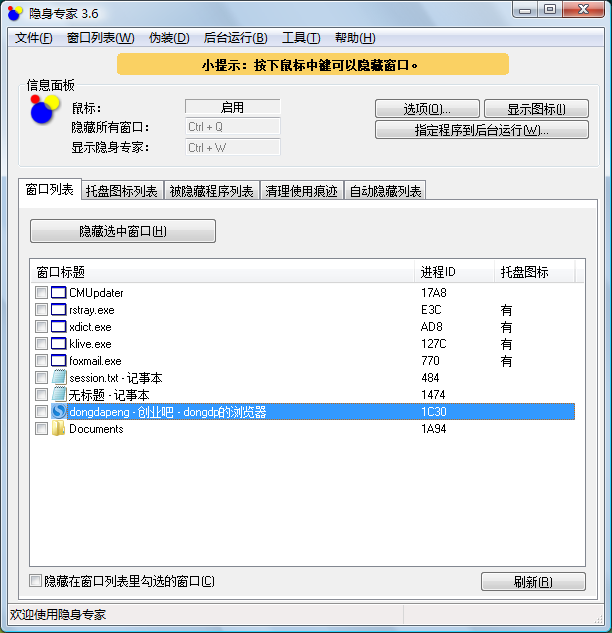 隐身专家 3.6
文件(F) 窗口列表(W) 伪装(D) 后台运行(B) 工具(T) 帮助(H)
小提示：按下鼠标中键可以隐藏窗口。
信息面板
鼠标： 启用 选项(O)... 显示图标(I)
隐藏所有窗口： Ctrl + Q 指定程序到后台运行(W)...
显示隐身专家： Ctrl + W
窗口列表 托盘图标列表 被隐藏程序列表 清理使用痕迹 自动隐藏列表
隐藏选中窗口(H)
窗口标题 进程ID 托盘图标
CMUpdater 17A8
rstray.exe E3C 有
xdict.exe AD8 有
klive.exe 127C 有
foxmail.exe 770 有
session.txt - 记事本 484
无标题 - 记事本 1474
dongdapeng - 创业吧 - dongdp的浏览器 1C30
Documents 1A94
隐藏在窗口列表里勾选的窗口(C) 刷新(R)
欢迎使用隐身专家